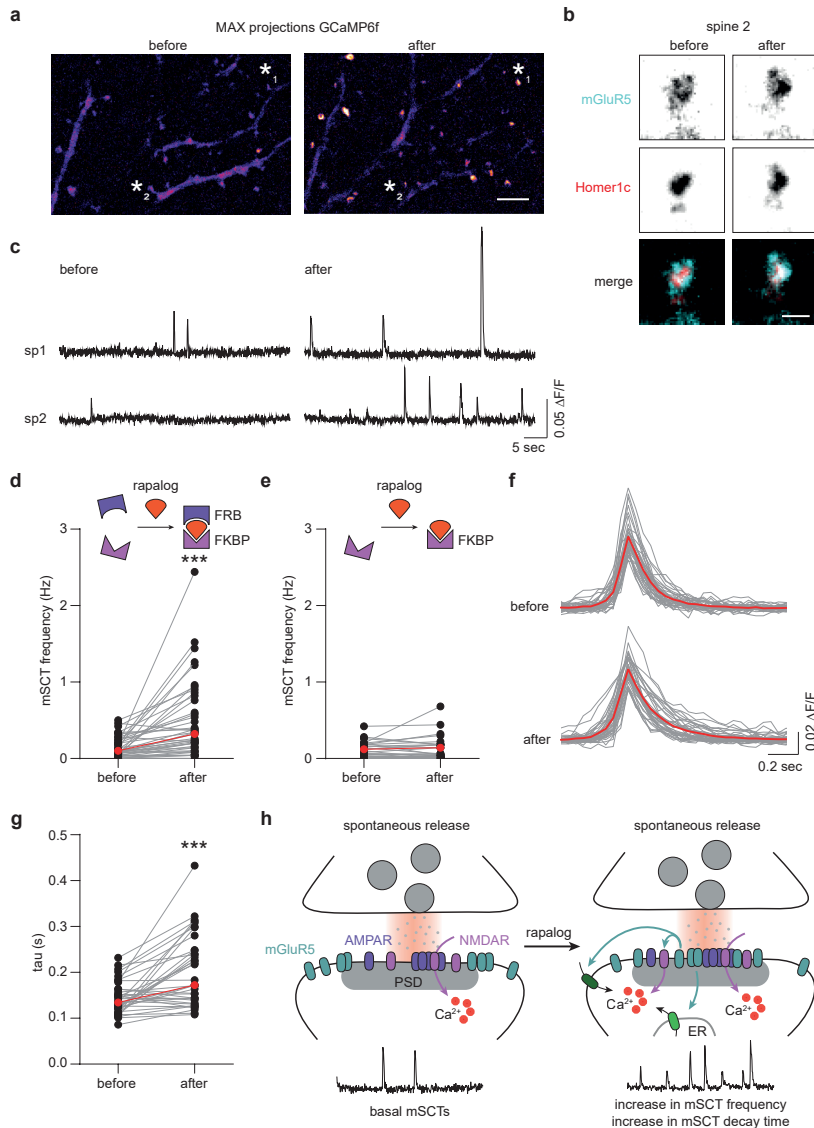 a
MAX projections GCaMP6f
before
after
*1
*2
*1
*2
b
spine 2
before
after
mGluR5
Homer1c
merge
c
before
after
sp1
sp2
0.05 ΔF/F
5 sec
d
rapalog
FRB
FKBP
***
mSCT frequency (Hz)
3
2
1
0
before
after
e
rapalog
FKBP
mSCT frequency (Hz)
3
2
1
0
before
after
f
before
after
0.02 ΔF/F
0.2 sec
g
***
tau (s)
0.5
0.4
0.3
0.2
0.1
0.0
before
after
h
spontaneous release
spontaneous release
mGluR5
AMPAR
NMDAR
rapalog
PSD
Ca2+
Ca2+
Ca2+
ER
basal mSCTs
increase in mSCT frequency
increase in mSCT decay time